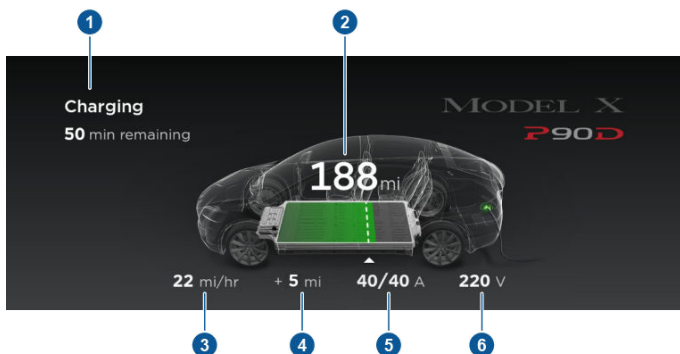 1
2
Charging
50 min remaining
MODEL X
P90D
188 mi
22 mi/hr
+ 5 mi
40/40 A
220 V
3
4
5
6